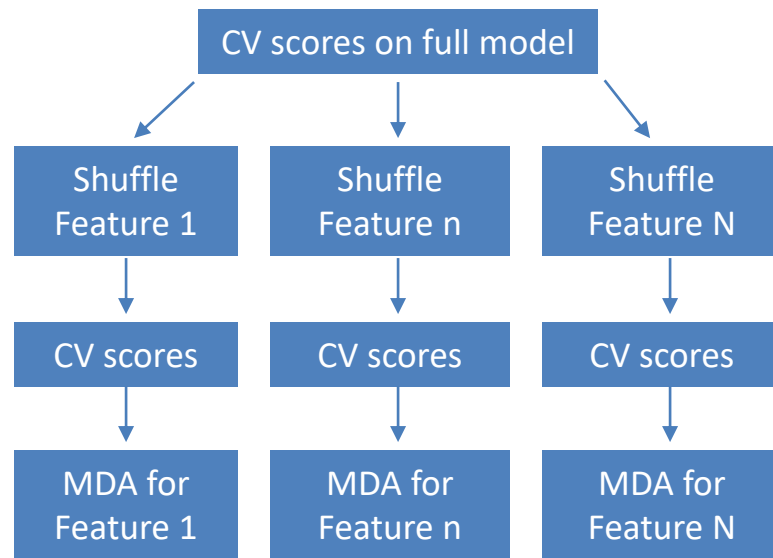 CV scores on full model
Shuffle
Feature 1
Shuffle
Feature n
Shuffle
Feature N
CV scores
CV scores
CV scores
MDA for
Feature 1
MDA for
Feature n
MDA for
Feature N